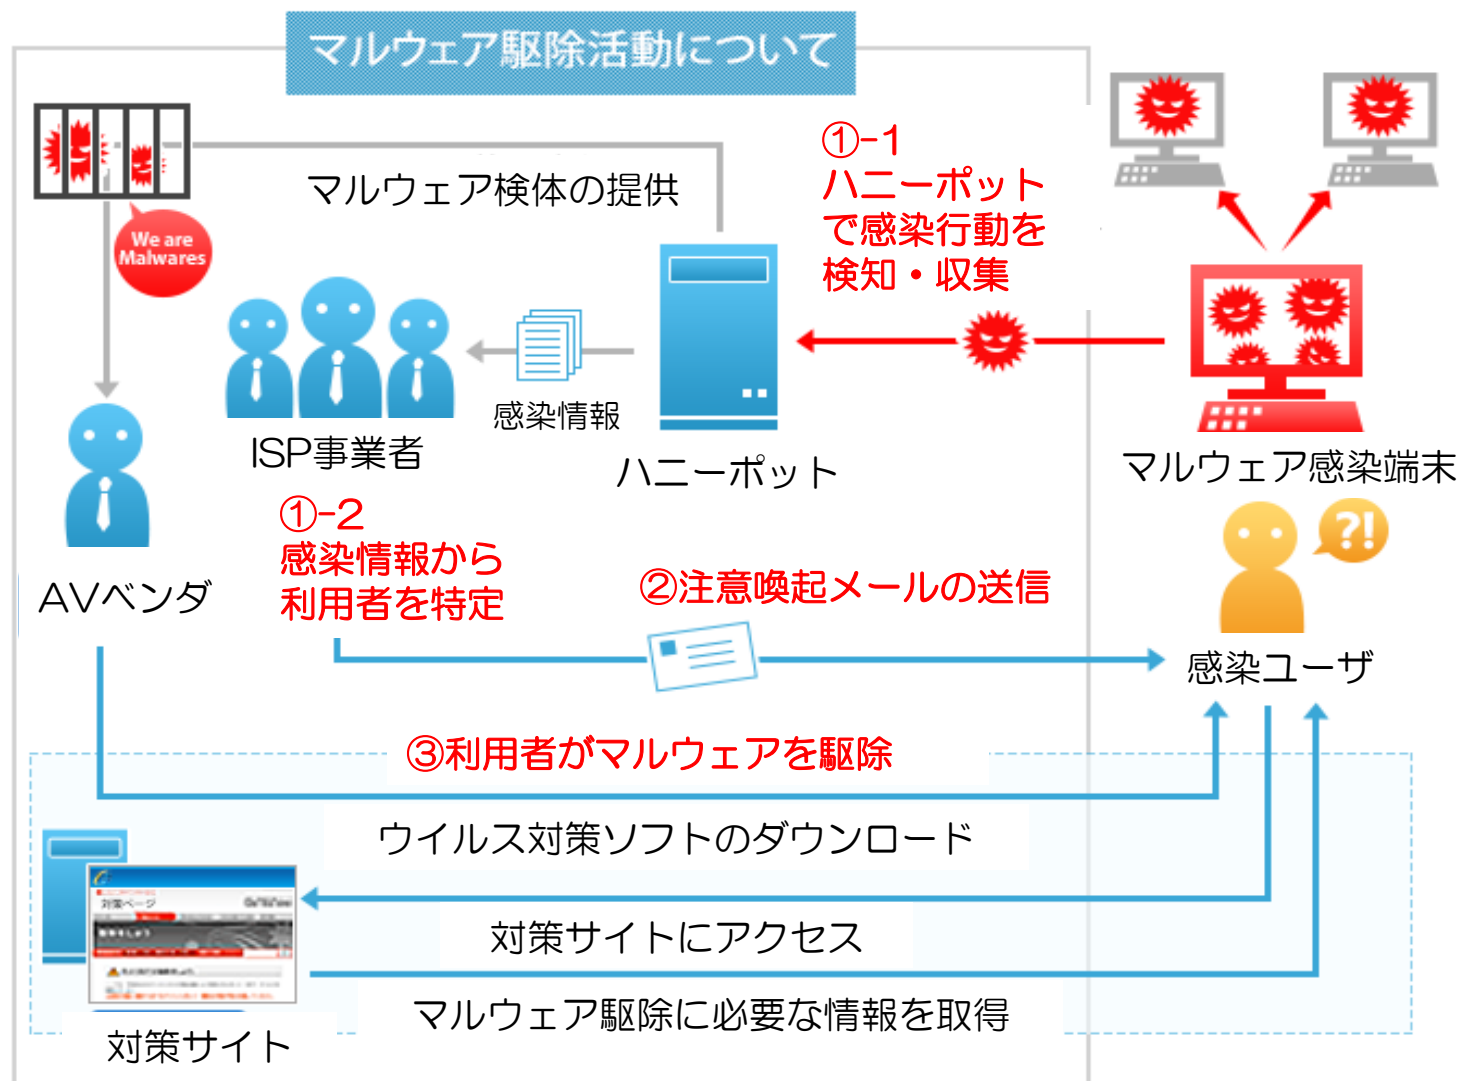 マルウェア駆除活動について
We are
Malwares
マルウェア検体の提供
①-1
ハニーポット
で感染行動を
検知・収集
感染情報
ISP事業者
ハニーポット
マルウェア感染端末
①-2
感染情報から
利用者を特定
AVベンダ
②注意喚起メールの送信
?!
感染ユーザ
③利用者がマルウェアを駆除
ウイルス対策ソフトのダウンロード
対策ページ
対策サイトにアクセス
マルウェア駆除に必要な情報を取得
対策サイト